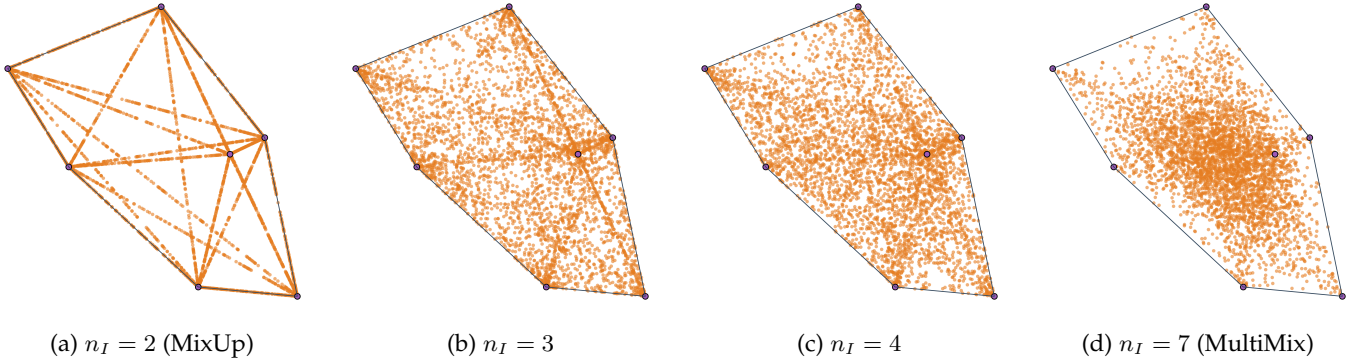 (a) n_I = 2 (MixUp)
(b) n_I = 3
(c) n_I = 4
(d) n_I = 7 (MultiMix)